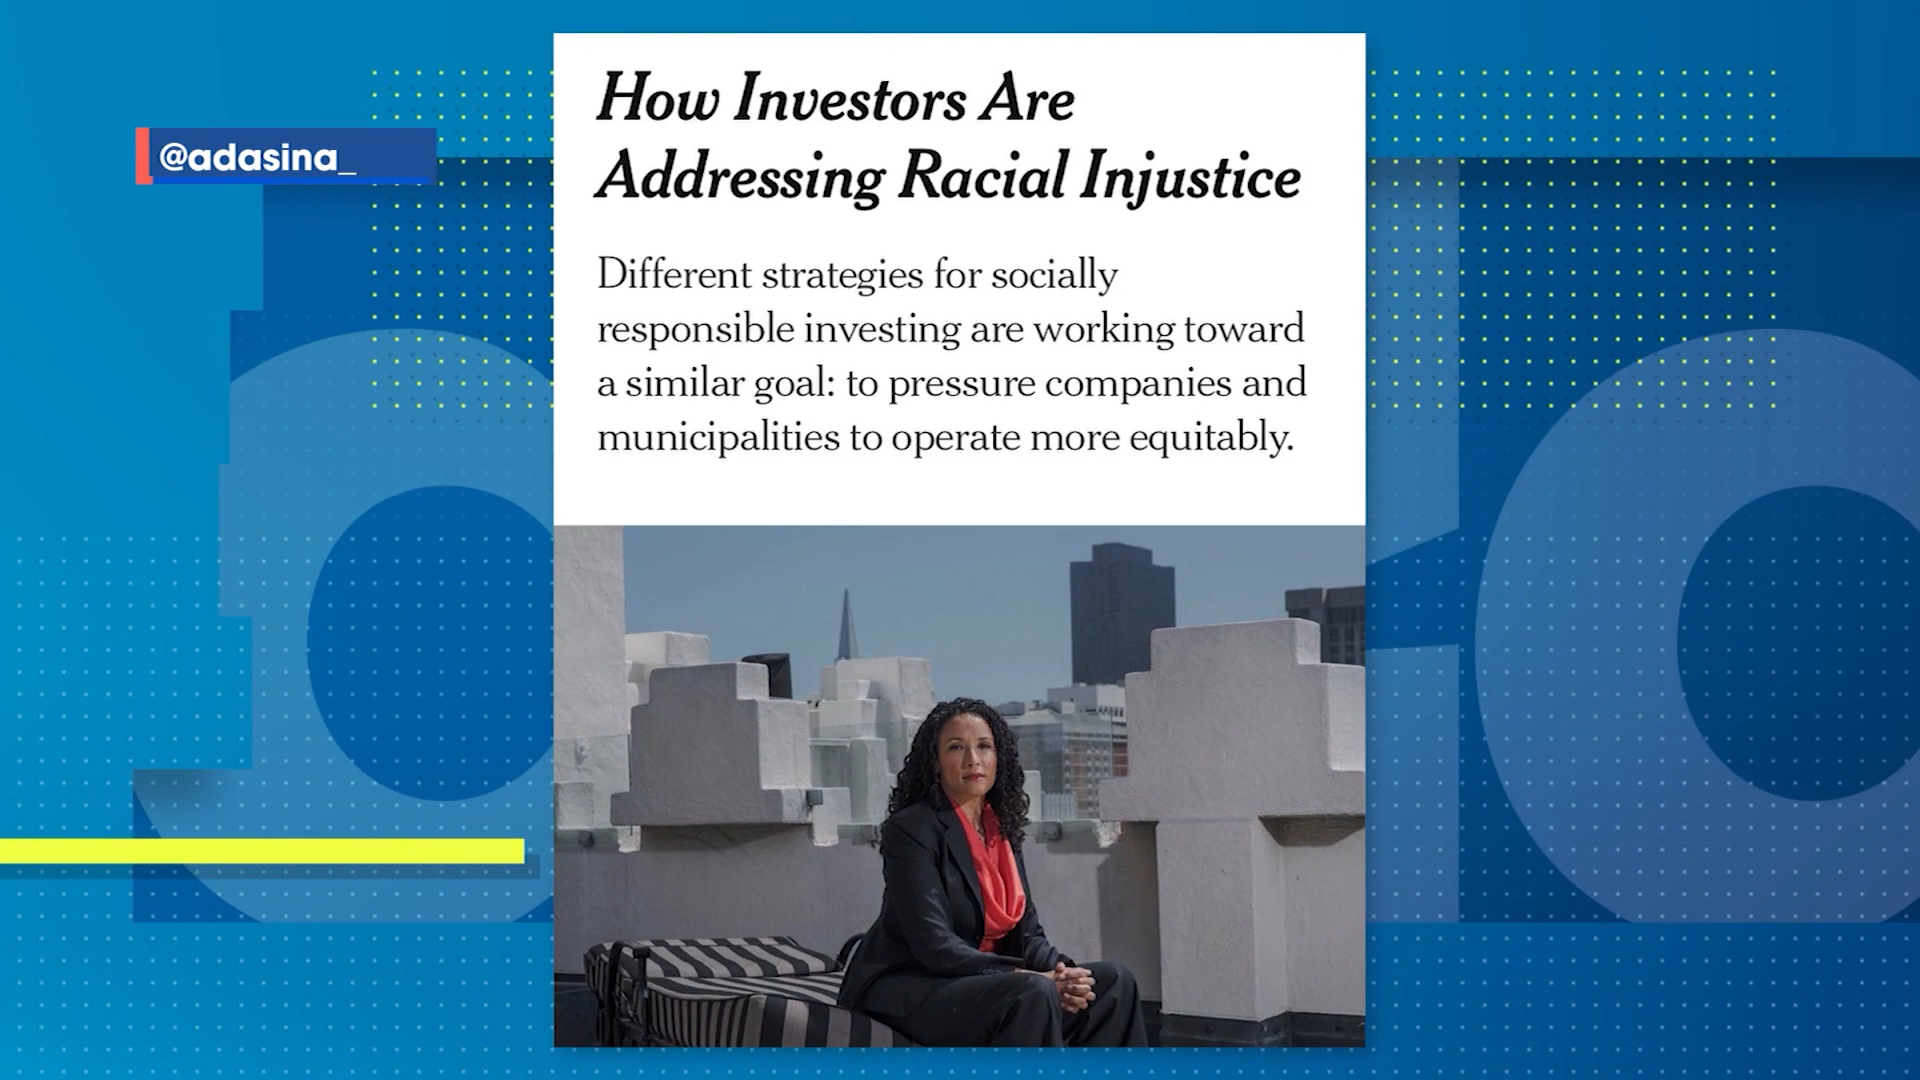 @adasina_
How Investors Are
Addressing Racial Injustice
Different strategies for socially
responsible investing are working toward
a similar goal: to pressure companies and
municipalities to operate more equitably.